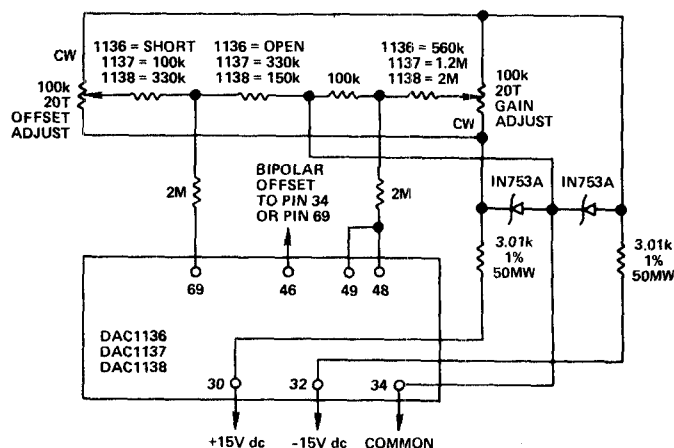 CW
1136 = SHORT
1137 = 100k
1138 = 330k
1136 = OPEN
1137 = 330k
1138 = 150k
100k
1136 = 560k
1137 = 1.2M
1138 = 2M
100k
20T
OFFSET
ADJUST
100k
20T
GAIN
ADJUST
CW
2M
BIPOLAR
OFFSET
TO PIN 34
OR PIN 69
2M
IN753A
IN753A
3.01k
1%
50MW
3.01k
1%
50MW
69
46
49
48
DAC1136
DAC1137
DAC1138
30
32
34
+15V dc
-15V dc
COMMON